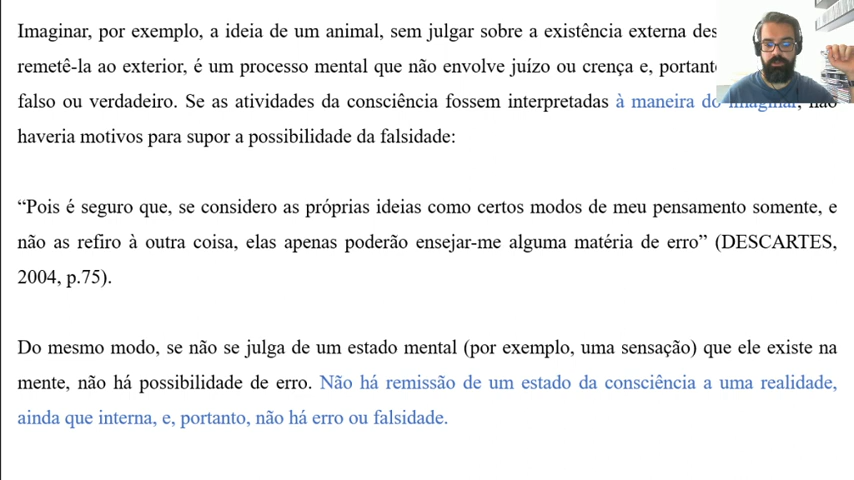 Imaginar, por exemplo, a ideia de um animal, sem julgar sobre a existência externa
remetê-la ao exterior, é um processo mental que não envolve juízo ou crença e,
falso ou verdadeiro. Se as atividades da consciência fossem interpretadas à maneira do imaginar, não
haveria motivos para supor a possibilidade da falsidade:
“Pois é seguro que, se considero as próprias ideias como certos modos de meu pensamento somente, e
não as refiro à outra coisa, elas apenas poderão ensejar-me alguma matéria de erro” (DESCARTES,
2004, p.75).
Do mesmo modo, se não se julga de um estado mental (por exemplo, uma sensação) que ele existe na
mente, não há possibilidade de erro. Não há remissão de um estado da consciência a uma realidade,
ainda que interna, e, portanto, não há erro ou falsidade.